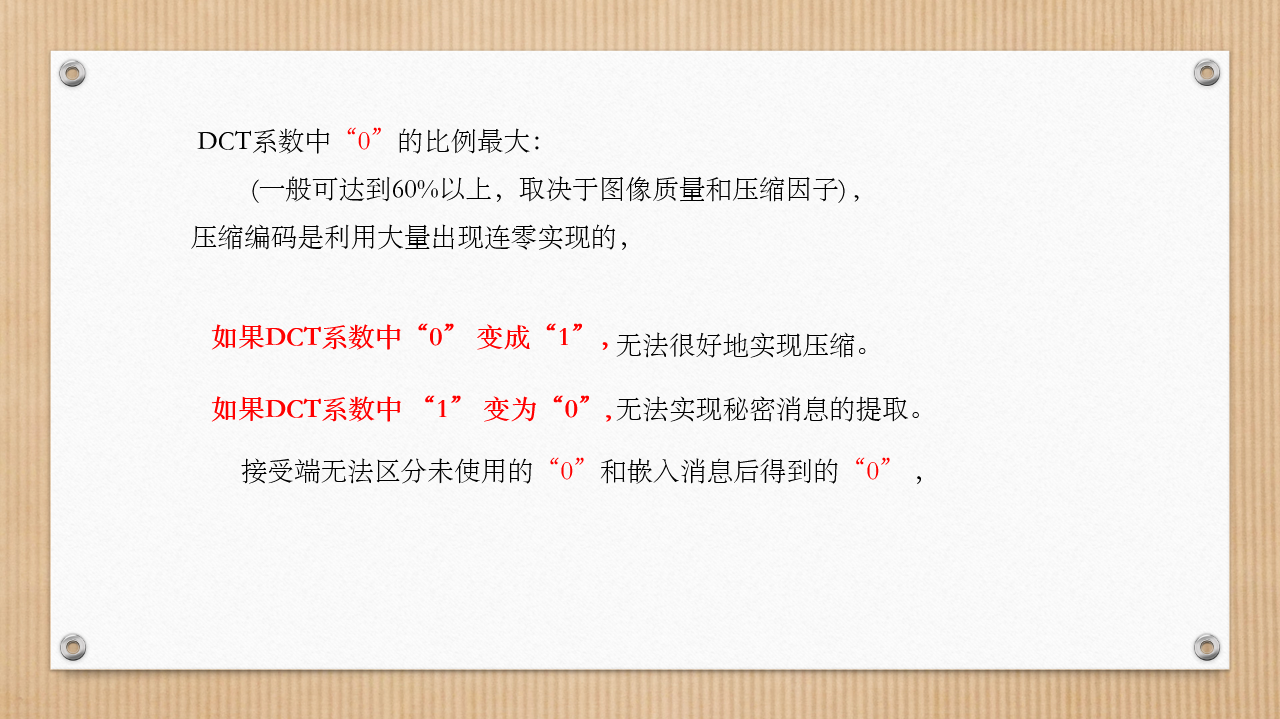 DCT系数中“0”的比例最大：
(一般可达到60%以上，取决于图像质量和压缩因子)，
压缩编码是利用大量出现连零实现的，
如果DCT系数中“0” 变成“1”，无法很好地实现压缩。
如果DCT系数中 “1” 变为“0”,无法实现秘密消息的提取。
接受端无法区分未使用的“0”和嵌入消息后得到的“0” ，